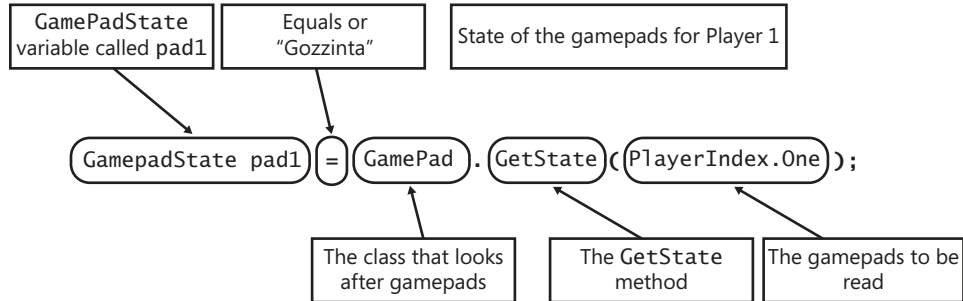 GamePadState
variable called pad1
Equals or
“Gozzinta”
State of the gamepads for Player 1
GamepadState pad1 = GamePad . GetState ( PlayerIndex.One );
The class that looks
after gamepads
The GetState
method
The gamepads to be
read